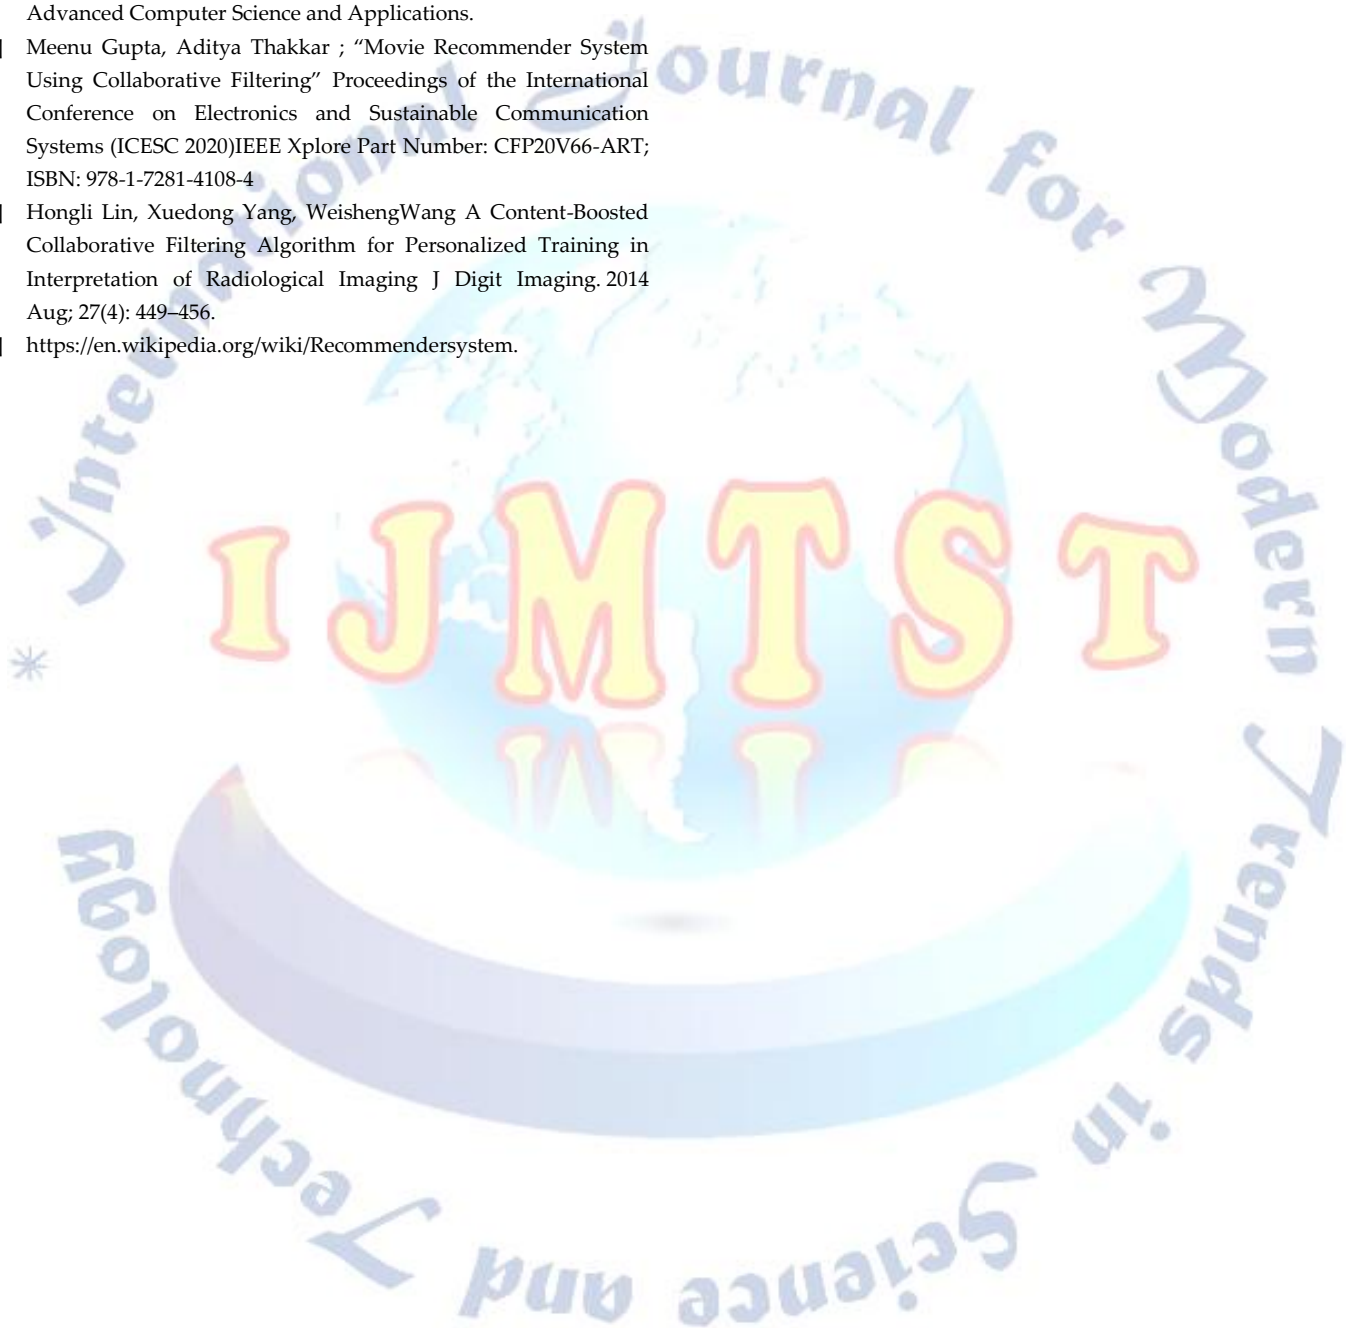 Advanced Computer Science and Applications.
] Meenu Gupta, Aditya Thakkar ; “Movie Recommender System
Using Collaborative Filtering” Proceedings of the International
Conference on Electronics and Sustainable Communication
Systems (ICESC 2020)IEEE Xplore Part Number: CFP20V66-ART;
ISBN: 978-1-7281-4108-4
] Hongli Lin, Xuedong Yang, WeishengWang A Content-Boosted
Collaborative Filtering Algorithm for Personalized Training in
Interpretation of Radiological Imaging J Digit Imaging. 2014
Aug; 27(4): 449–456.
] https://en.wikipedia.org/wiki/Recommendersystem.
International Journal for Modern Trends in Science and Technology
*
IJMTST